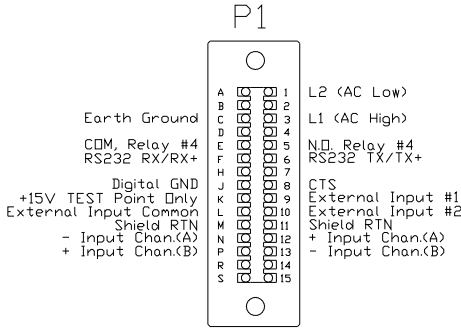 P1
A 1 L2 (AC Low)
B 2
Earth Ground C 3 L1 (AC High)
D 4
COM, Relay #4 E 5 N.O. Relay #4
RS232 RX/RX+ F 6 RS232 TX/TX+
H 7
Digital GND J 8 CTS
+15V TEST Point Only K 9 External Input #1
External Input Common L 10 External Input #2
Shield RTN M 11 Shield RTN
- Input Chan.(A) N 12 + Input Chan.(A)
+ Input Chan.(B) P 13 - Input Chan.(B)
R 14
S 15